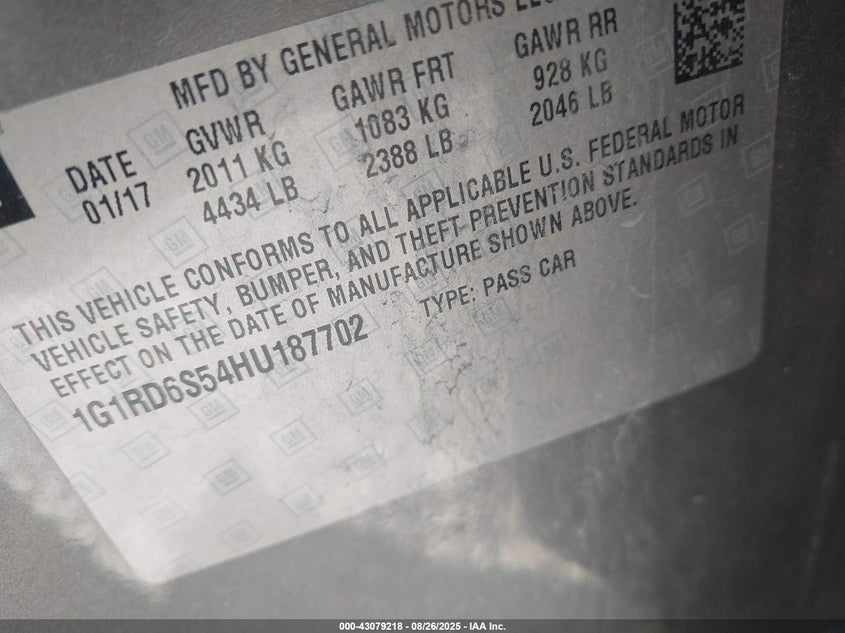 MFD BY GENERAL MOTORS LLC
DATE GVWR GAWR FRT GAWR RR
01/17 2011 KG 1083 KG 928 KG
4434 LB 2388 LB 2046 LB
THIS VEHICLE CONFORMS TO ALL APPLICABLE U.S. FEDERAL MOTOR
VEHICLE SAFETY, BUMPER, AND THEFT PREVENTION STANDARDS IN
EFFECT ON THE DATE OF MANUFACTURE SHOWN ABOVE.
1G1RD6S54HU187702 TYPE: PASS CAR
000-43079218 - 08/26/2025 - IAA Inc.